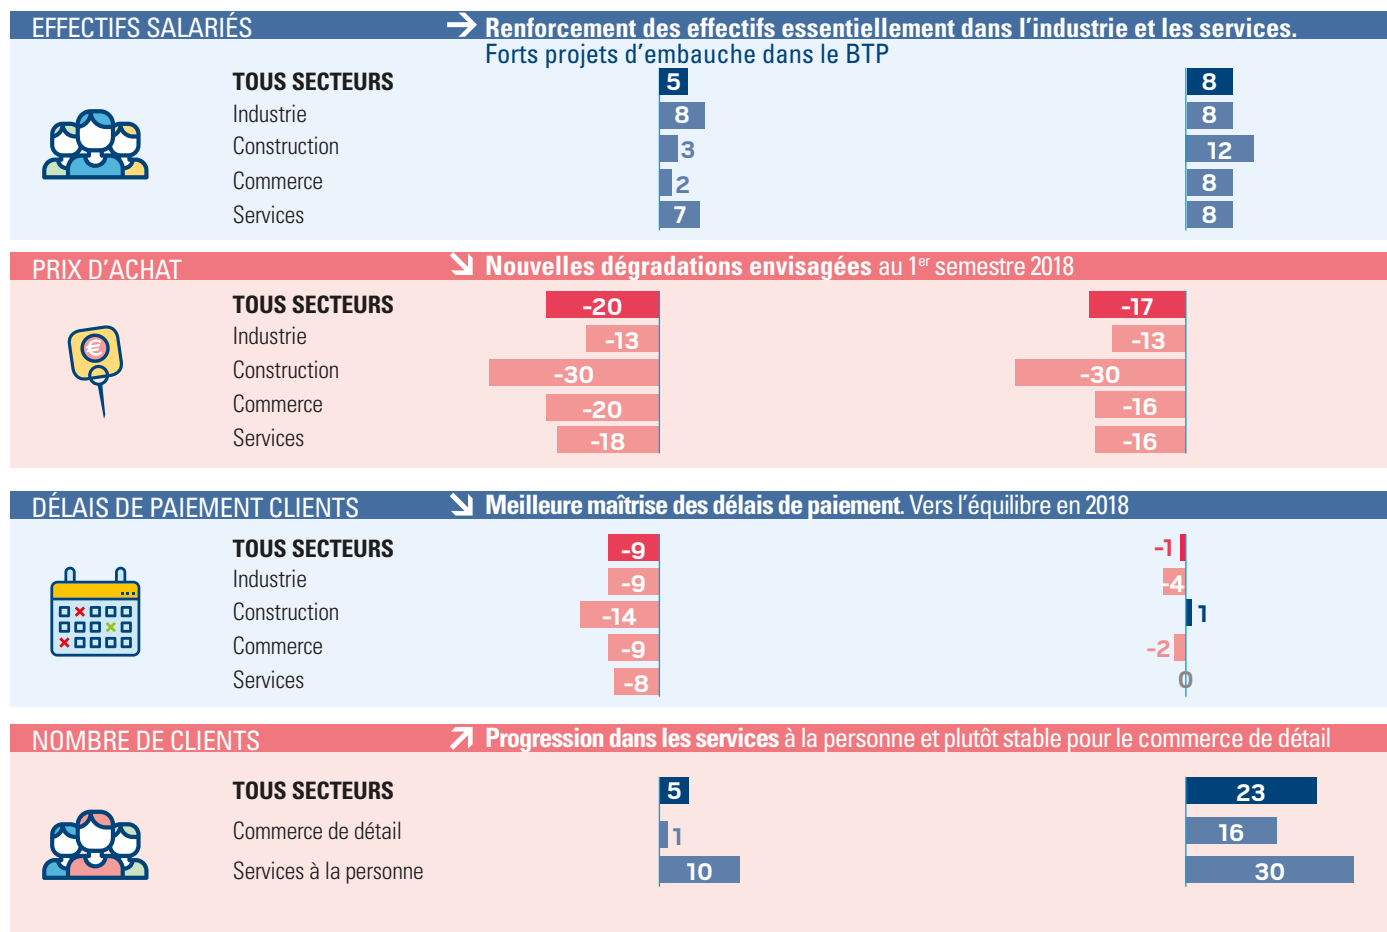 EFFECTIFS SALARIÉS → Renforcement des effectifs essentiellement dans l'industrie et les services.
Forts projets d'embauche dans le BTP
TOUS SECTEURS 5 8
Industrie 8 8
Construction 3 12
Commerce 2 8
Services 7 8
PRIX D'ACHAT Nouvelles dégradations envisagées au 1er semestre 2018
€
TOUS SECTEURS -20 -17
Industrie -13 -13
Construction -30 -30
Commerce -20 -16
Services -18 -16
DÉLAIS DE PAIEMENT CLIENTS Meilleure maîtrise des délais de paiement. Vers l'équilibre en 2018
TOUS SECTEURS -9 -1
Industrie -9 -4
Construction -14 1
Commerce -9 -2
Services -8 0
NOMBRE DE CLIENTS Progression dans les services à la personne et plutôt stable pour le commerce de détail
TOUS SECTEURS 5 23
Commerce de détail 1 16
Services à la personne 10 30